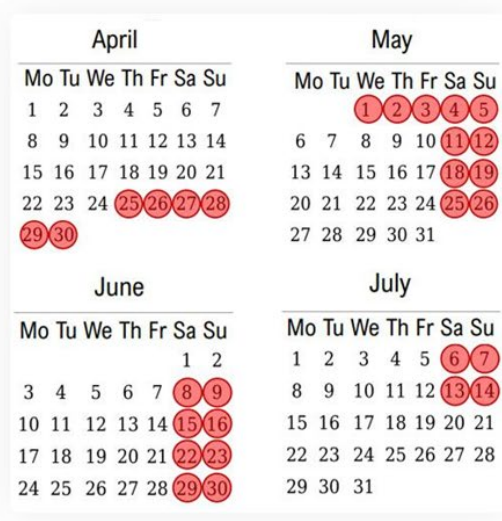 April
Mo Tu We Th Fr Sa Su
1 2 3 4 5 6 7
8 9 10 11 12 13 14
15 16 17 18 19 20 21
22 23 24 25 26 27 28
29 30
May
Mo Tu We Th Fr Sa Su
1 2 3 4 5
6 7 8 9 10 11 12
13 14 15 16 17 18 19
20 21 22 23 24 25 26
27 28 29 30 31
June
Mo Tu We Th Fr Sa Su
1 2
3 4 5 6 7 8 9
10 11 12 13 14 15 16
17 18 19 20 21 22 23
24 25 26 27 28 29 30
July
Mo Tu We Th Fr Sa Su
1 2 3 4 5 6 7
8 9 10 11 12 13 14
15 16 17 18 19 20 21
22 23 24 25 26 27 28
29 30 31